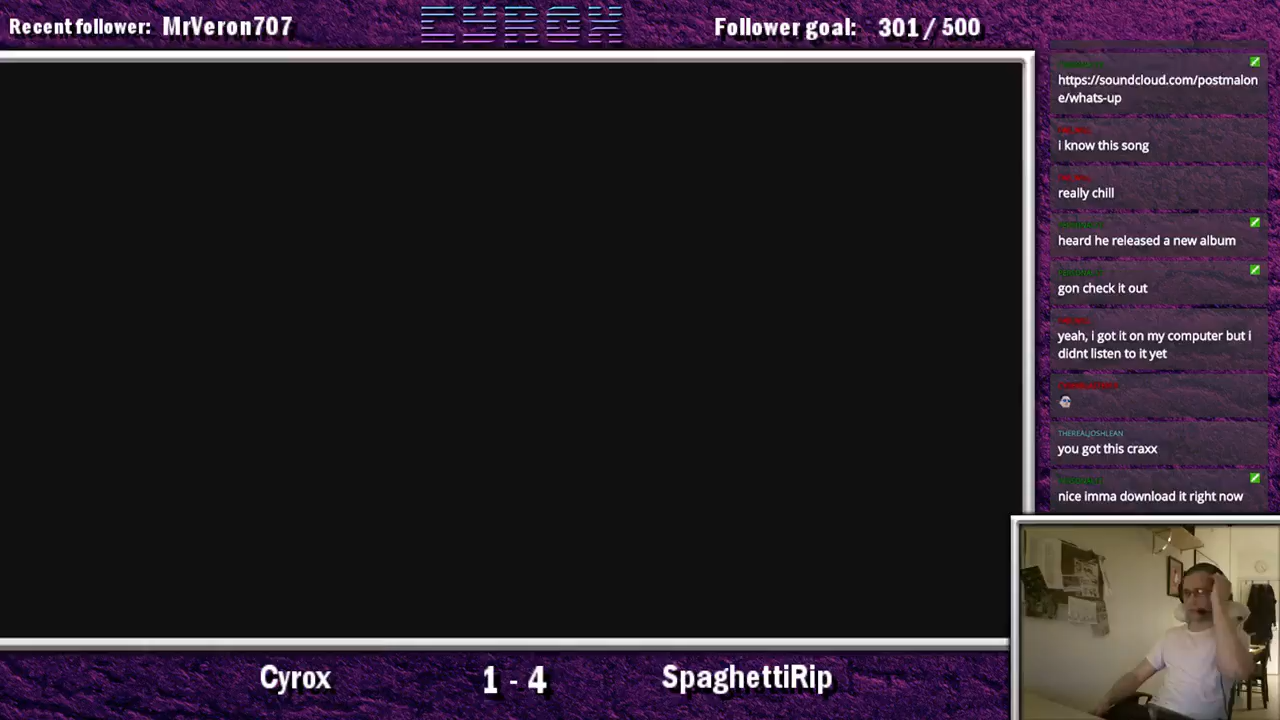 Recent follower: MrVeron707
CYROX
Follower goal: 301 / 500
https://soundcloud.com/postmalon
e/whats-up
i know this song
really chill
heard he released a new album
gon check it out
yeah, i got it on my computer but i
didnt listen to it yet
THEREALJOSHLEAN
you got this craxx
nice imma download it right now
Cyrox
1 - 4
SpaghettiRip